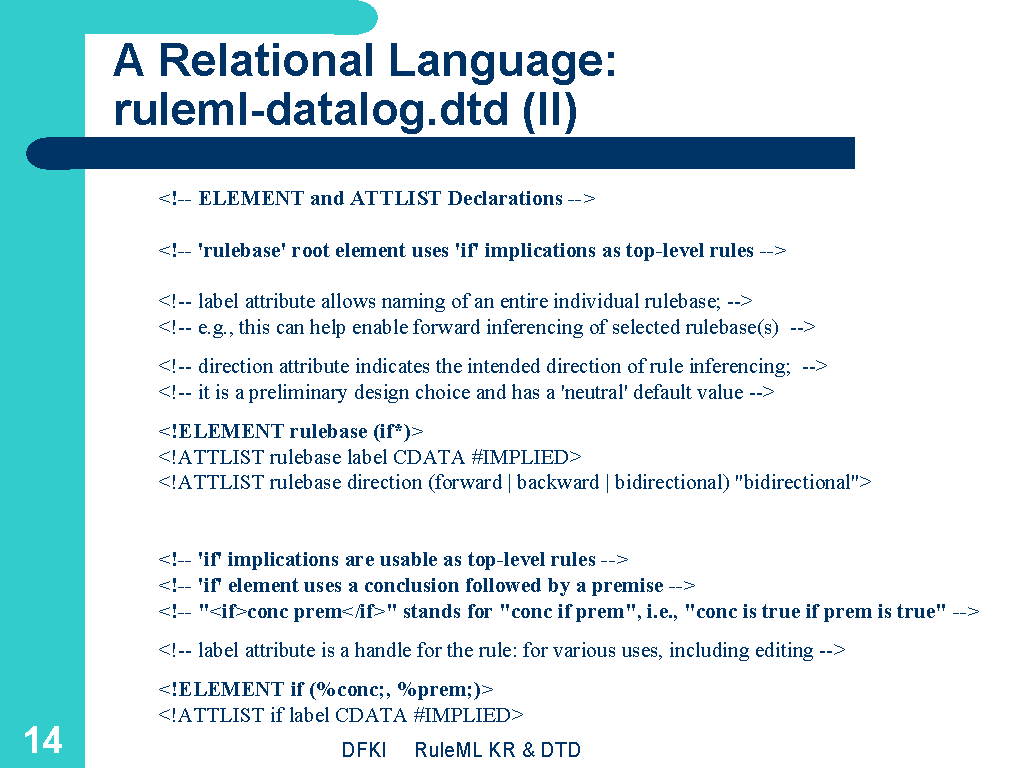 A Relational Language:
ruleml-datalog.dtd (II)
<!-- ELEMENT and ATTLIST Declarations -->
<!-- 'rulebase' root element uses 'if' implications as top-level rules -->
<!-- label attribute allows naming of an entire individual rulebase; -->
<!-- e.g., this can help enable forward inferencing of selected rulebase(s)  -->
<!-- direction attribute indicates the intended direction of rule inferencing;  -->
<!-- it is a preliminary design choice and has a 'neutral' default value -->
<!ELEMENT rulebase (if*)>
<!ATTLIST rulebase label CDATA #IMPLIED>
<!ATTLIST rulebase direction (forward | backward | bidirectional) "bidirectional">
<!-- 'if' implications are usable as top-level rules -->
<!-- 'if' element uses a conclusion followed by a premise -->
<!-- "<if>conc prem</if>" stands for "conc if prem", i.e., "conc is true if prem is true" -->
<!-- label attribute is a handle for the rule: for various uses, including editing -->
<!ELEMENT if (%conc;, %prem;)>
<!ATTLIST if label CDATA #IMPLIED>
14
DFKI RuleML KR & DTD